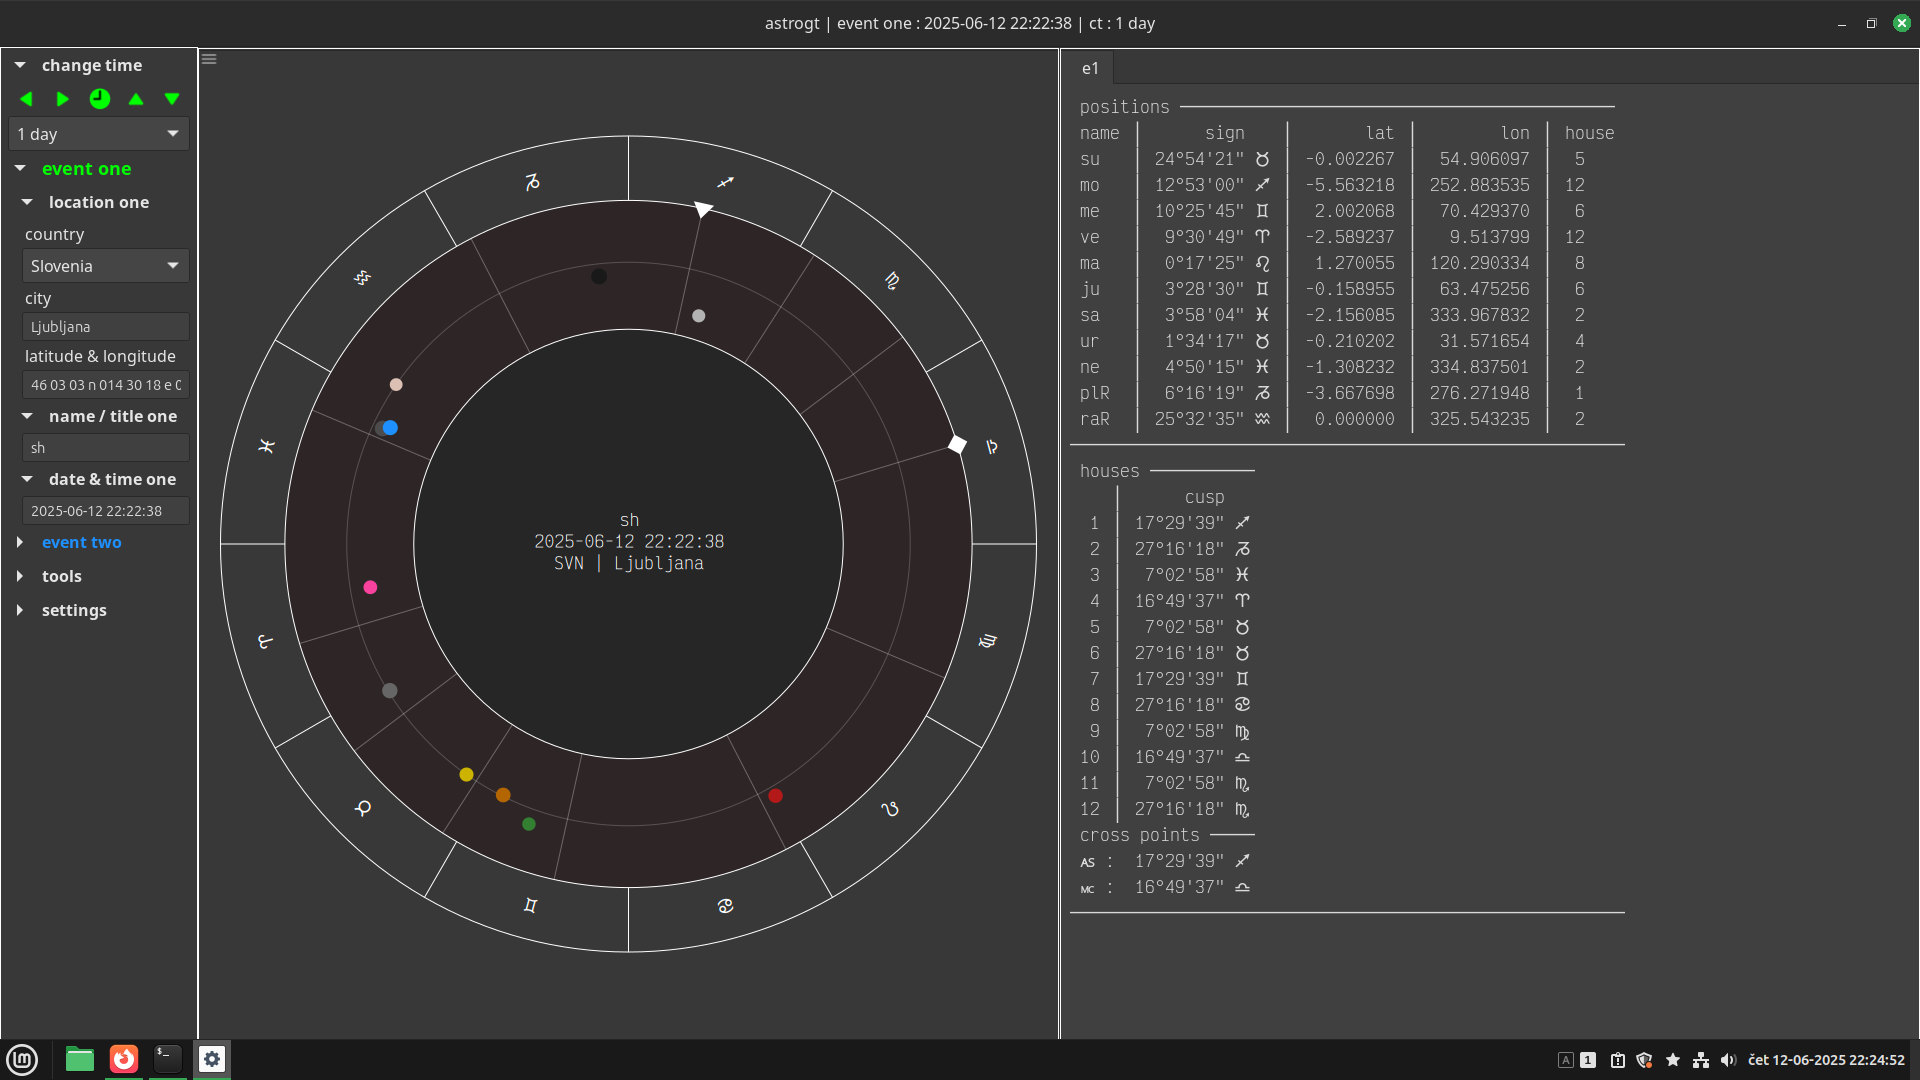 astrogt | event one : 2025-06-12 22:22:38 | ct : 1 day
change time
1 day
event one
location one
country
Slovenia
city
Ljubljana
latitude & longitude
46 03 03 n 014 30 18 e 0
name / title one
sh
date & time one
2025-06-12 22:22:38
event two
tools
settings
♑ ♐
♒ ♏
♓ ♎
♈ ♍
♉ ♌
♊ ♋
sh
2025-06-12 22:22:38
SVN | Ljubljana
e1
positions
name | sign | lat | lon | house
su | 24°54'21" ♉ | -0.002267 | 54.906097 | 5
mo | 12°53'00" ♐ | -5.563218 | 252.883535 | 12
me | 10°25'45" ♊ | 2.002068 | 70.429370 | 6
ve | 9°30'49" ♈ | -2.589237 | 9.513799 | 12
ma | 0°17'25" ♌ | 1.270055 | 120.290334 | 8
ju | 3°28'30" ♊ | -0.158955 | 63.475256 | 6
sa | 3°58'04" ♓ | -2.156085 | 333.967832 | 2
ur | 1°34'17" ♉ | -0.210202 | 31.571654 | 4
ne | 4°50'15" ♓ | -1.308232 | 334.837501 | 2
plR | 6°16'19" ♑ | -3.667698 | 276.271948 | 1
raR | 25°32'35" ♒ | 0.000000 | 325.543235 | 2
houses
| cusp
1 | 17°29'39" ♐
2 | 27°16'18" ♑
3 | 7°02'58" ♓
4 | 16°49'37" ♈
5 | 7°02'58" ♉
6 | 27°16'18" ♉
7 | 17°29'39" ♊
8 | 27°16'18" ♋
9 | 7°02'58" ♍
10 | 16°49'37" ♎
11 | 7°02'58" ♏
12 | 27°16'18" ♏
cross points
AS : 17°29'39" ♐
MC : 16°49'37" ♎
A 1 čet 12-06-2025 22:24:52